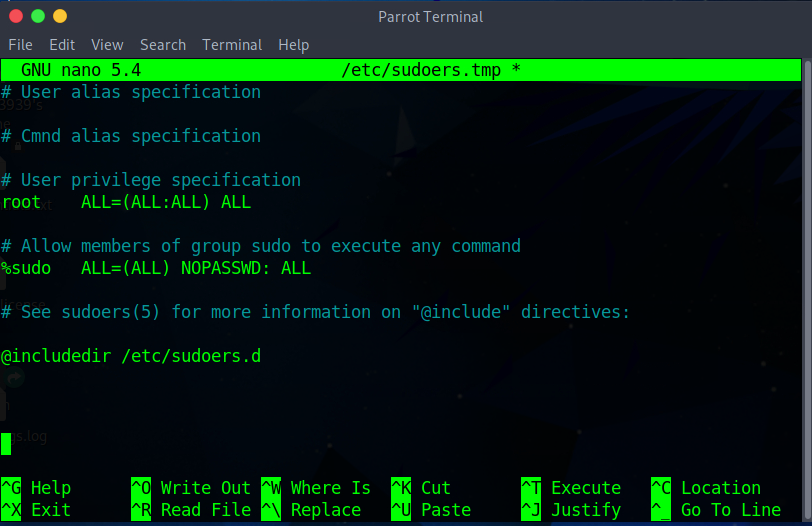 Parrot Terminal
File Edit View Search Terminal Help
GNU nano 5.4 /etc/sudoers.tmp *
# User alias specification
# Cmnd alias specification
# User privilege specification
root ALL=(ALL:ALL) ALL
# Allow members of group sudo to execute any command
%sudo ALL=(ALL) NOPASSWD: ALL
# See sudoers(5) for more information on "@include" directives:
@includedir /etc/sudoers.d
^G Help ^O Write Out ^W Where Is ^K Cut ^T Execute ^C Location
^X Exit ^R Read File ^\ Replace ^U Paste ^J Justify ^_ Go To Line